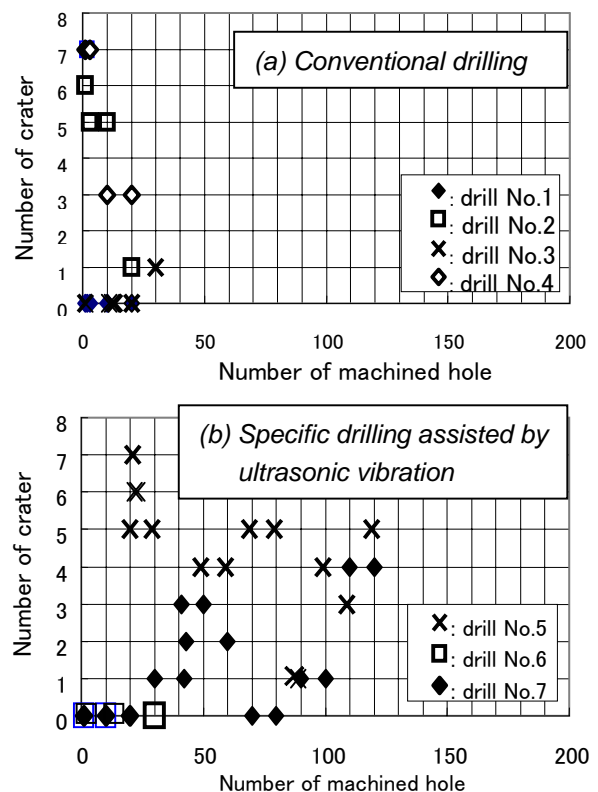 (a) Conventional drilling
Number of crater
8
7
6
5
4
3
2
1
0
◆: drill No.1
□: drill No.2
×: drill No.3
◇: drill No.4
0 50 100 150 200
Number of machined hole
(b) Specific drilling assisted by
ultrasonic vibration
Number of crater
8
7
6
5
4
3
2
1
0
×: drill No.5
□: drill No.6
◆: drill No.7
0 50 100 150 200
Number of machined hole